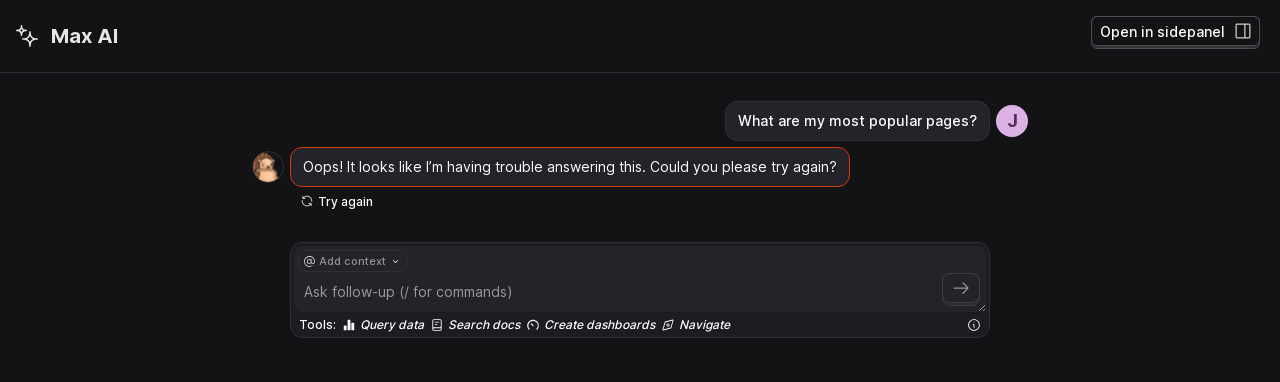 Max AI
Open in sidepanel
What are my most popular pages?
J
Oops! It looks like I'm having trouble answering this. Could you please try again?
Try again
@ Add context
Ask follow-up (/ for commands)
Tools: Query data Search docs Create dashboards Navigate